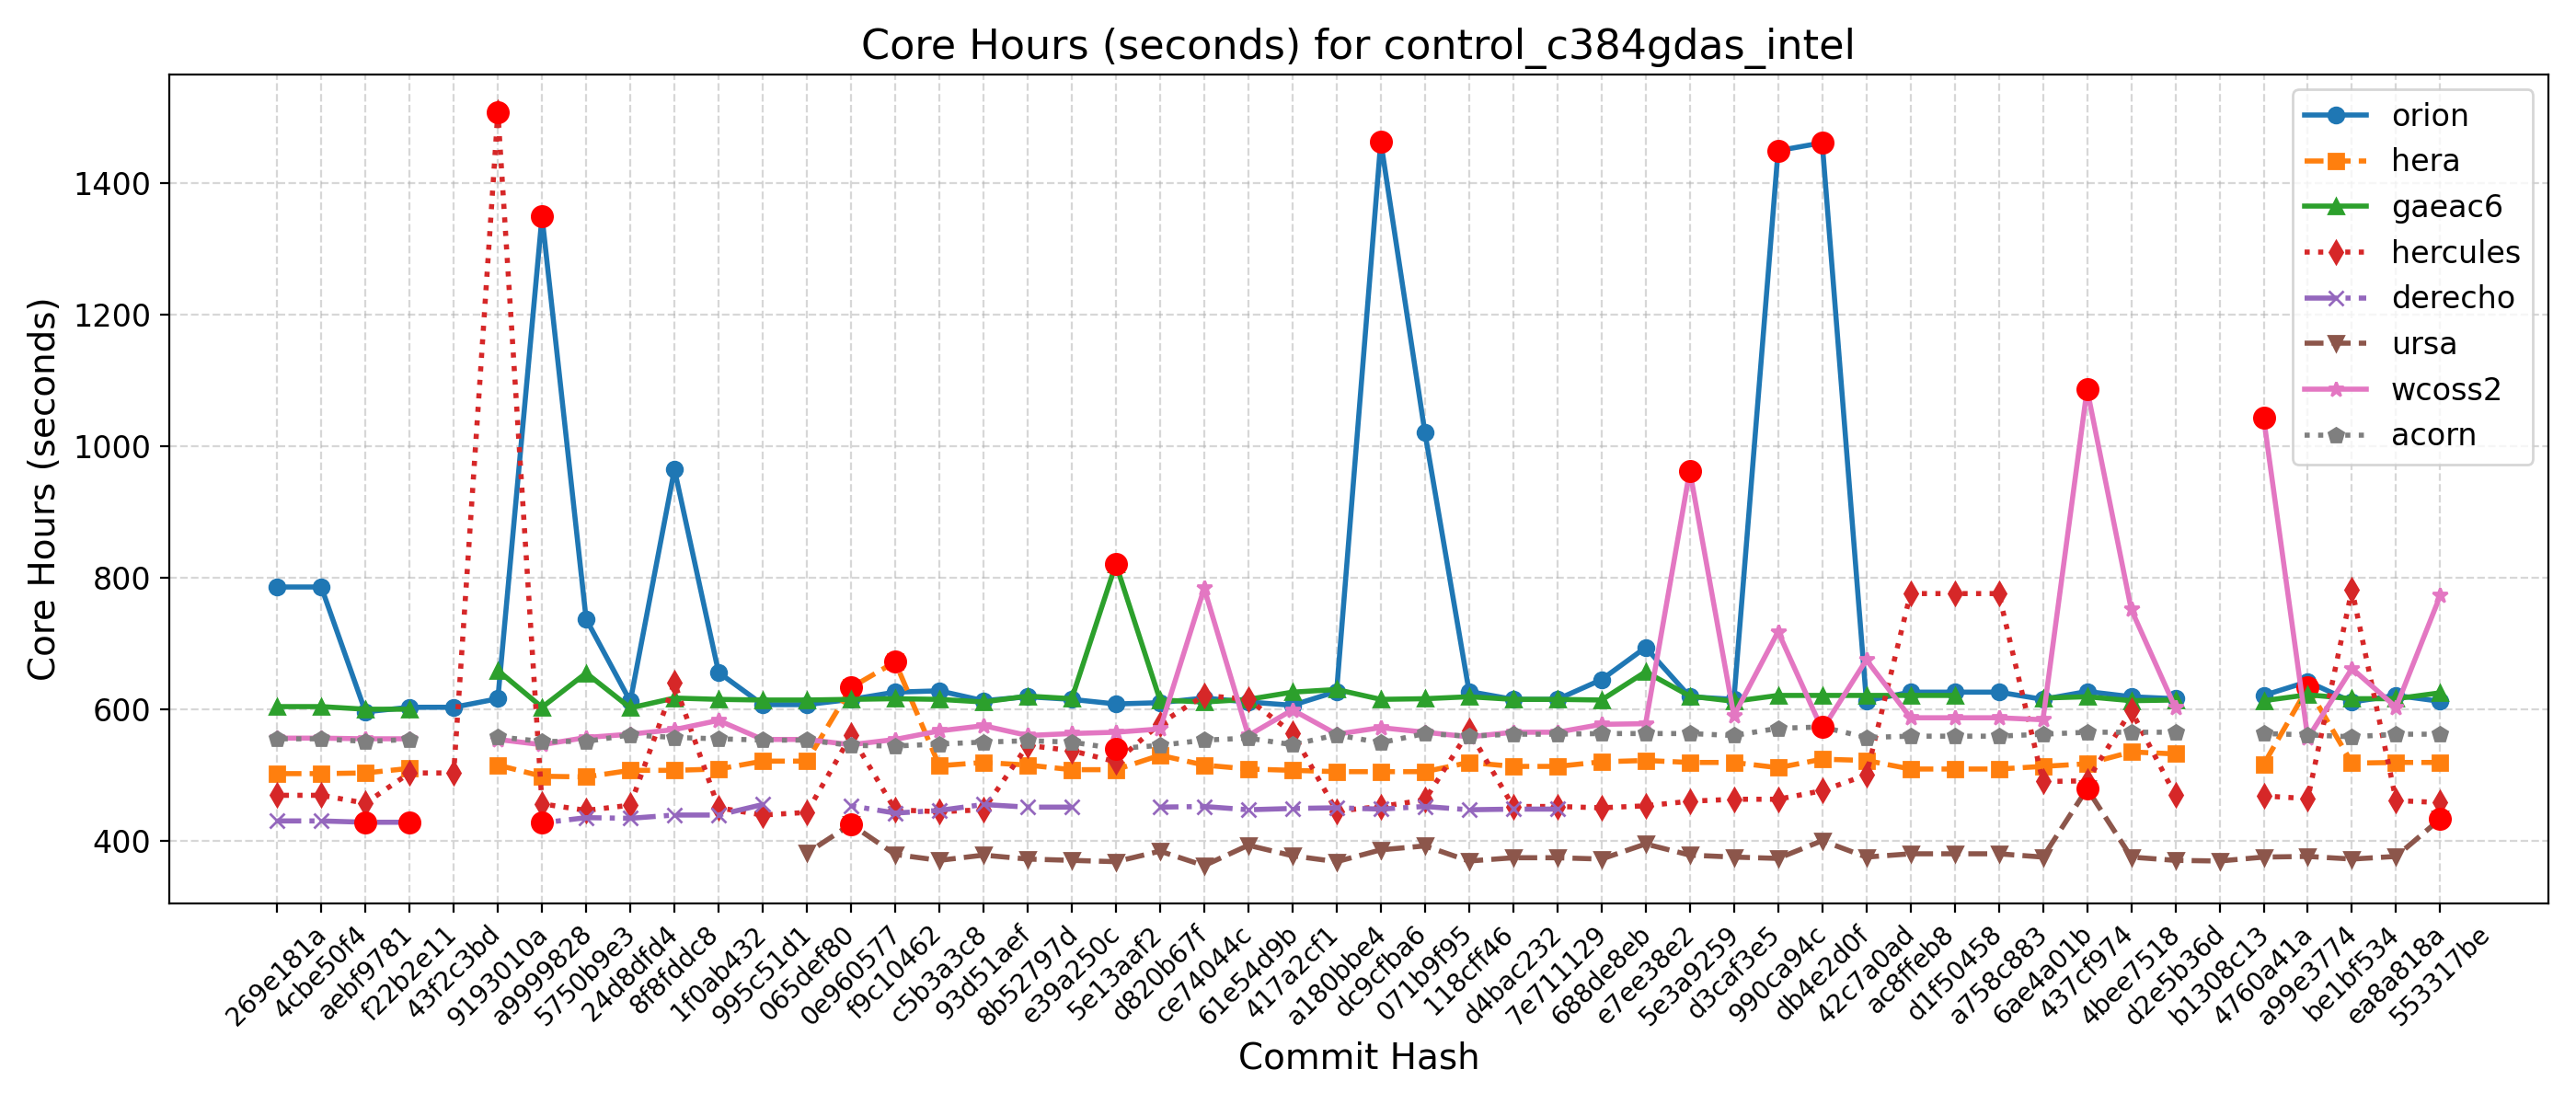 Core Hours (seconds) for control_c384gdas_intel
Core Hours (seconds)
1400
1200
1000
800
600
400
orion
hera
gaeac6
hercules
derecho
ursa
wcoss2
acorn
269e181a
4cbe50f4
aebf9781
f22b2e11
43f2c3bd
9193010a
a9999828
5750b9e3
24d8dfd4
8f8fddc8
1f0ab432
995c51d1
065def80
0e960577
f9c10462
c5b3a3c8
93d51aef
8b52797d
e39a250c
5e13aaf2
d820b67f
ce74044c
61e54d9b
417a2cf1
a180bbe4
dc9cfba6
071b9f95
118cff46
d4bac232
7e711129
688de8eb
e7ee38e2
5e3a9259
d3caf3e5
990ca94c
db4e2d0f
42c7a0ad
ac8ffeb8
d1f50458
a758c883
6ae4a01b
437cf974
4bee7518
d2e5b36d
b1308c13
4760a41a
a99e3774
be1bf534
ea8a818a
553317be
Commit Hash